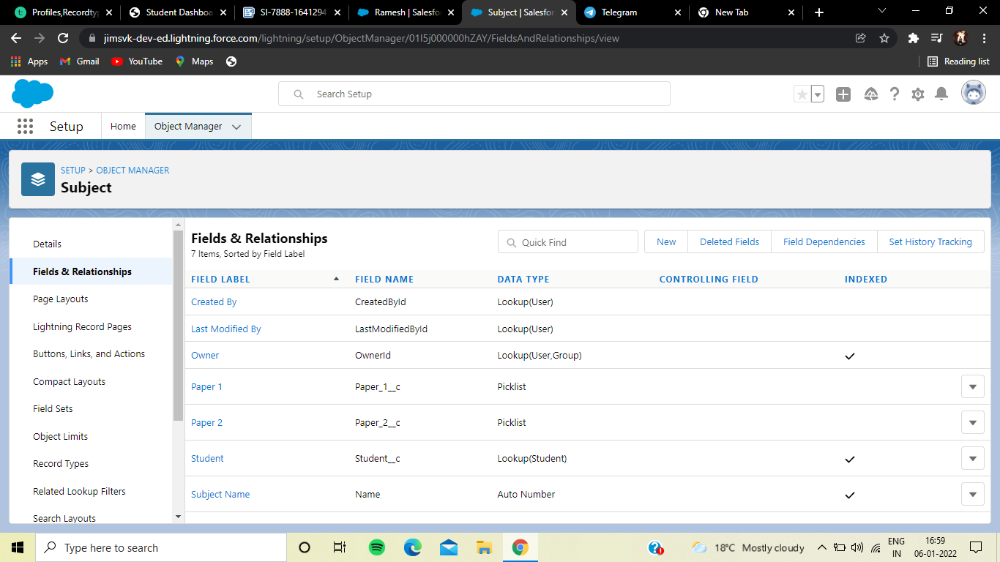 Profiles,Recordty
Student Dashboa
SI-7888-1641294
Ramesh | Salesfo
Subject | Salesfor
Telegram
New Tab
jimsvk-dev-ed.lightning.force.com/lightning/setup/ObjectManager/01I5j000000hZAY/FieldsAndRelationships/view
Apps Gmail YouTube Maps Reading list
Search Setup
Setup Home Object Manager
SETUP > OBJECT MANAGER
Subject
Details
Fields & Relationships
Page Layouts
Lightning Record Pages
Buttons, Links, and Actions
Compact Layouts
Field Sets
Object Limits
Record Types
Related Lookup Filters
Search Layouts
Fields & Relationships
7 Items, Sorted by Field Label
Quick Find
New Deleted Fields Field Dependencies Set History Tracking
FIELD LABEL FIELD NAME DATA TYPE CONTROLLING FIELD INDEXED
Created By CreatedById Lookup(User)
Last Modified By LastModifiedById Lookup(User)
Owner OwnerId Lookup(User,Group)
Paper 1 Paper_1__c Picklist
Paper 2 Paper_2__c Picklist
Student Student__c Lookup(Student)
Subject Name Name Auto Number
Type here to search
18°C Mostly cloudy
ENG
IN
16:59
06-01-2022